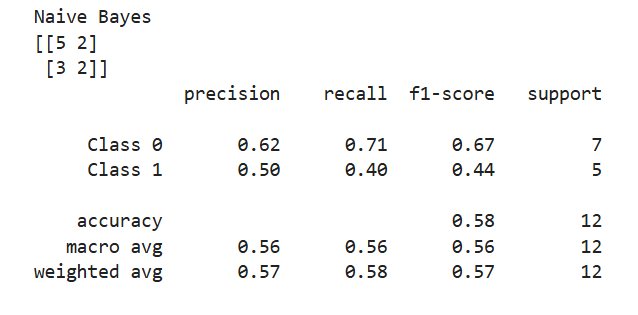 Naive Bayes
[[5 2]
[3 2]]
precision recall f1-score support
Class 0 0.62 0.71 0.67 7
Class 1 0.50 0.40 0.44 5
accuracy 0.58 12
macro avg 0.56 0.56 0.56 12
weighted avg 0.57 0.58 0.57 12